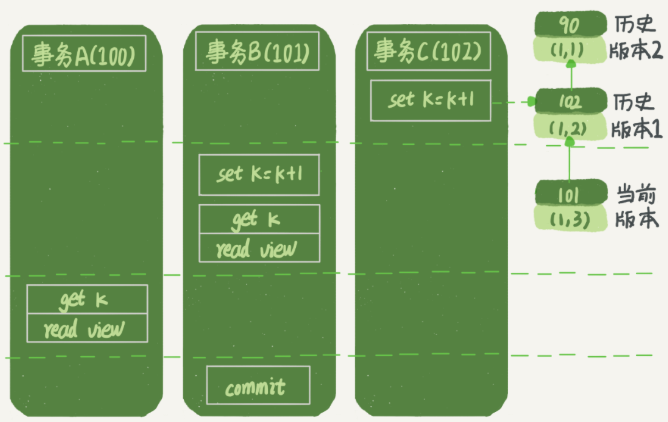 事务A(100)
get k
read view
事务B(101)
set k=k+1
get k
read view
commit
事务C(102)
set k=k+1
90
(1,1)
历史
版本2
102
(1,2)
历史
版本1
101
(1,3)
当前
版本